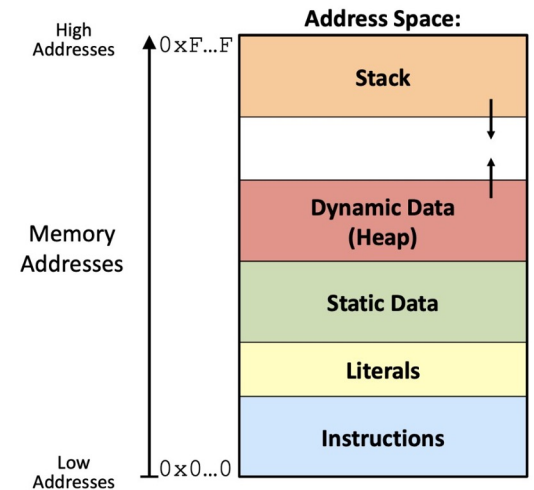 Address Space:
High
Addresses
0xF...F
Stack
Memory
Addresses
Dynamic Data
(Heap)
Static Data
Literals
Instructions
Low
Addresses
0x0...0